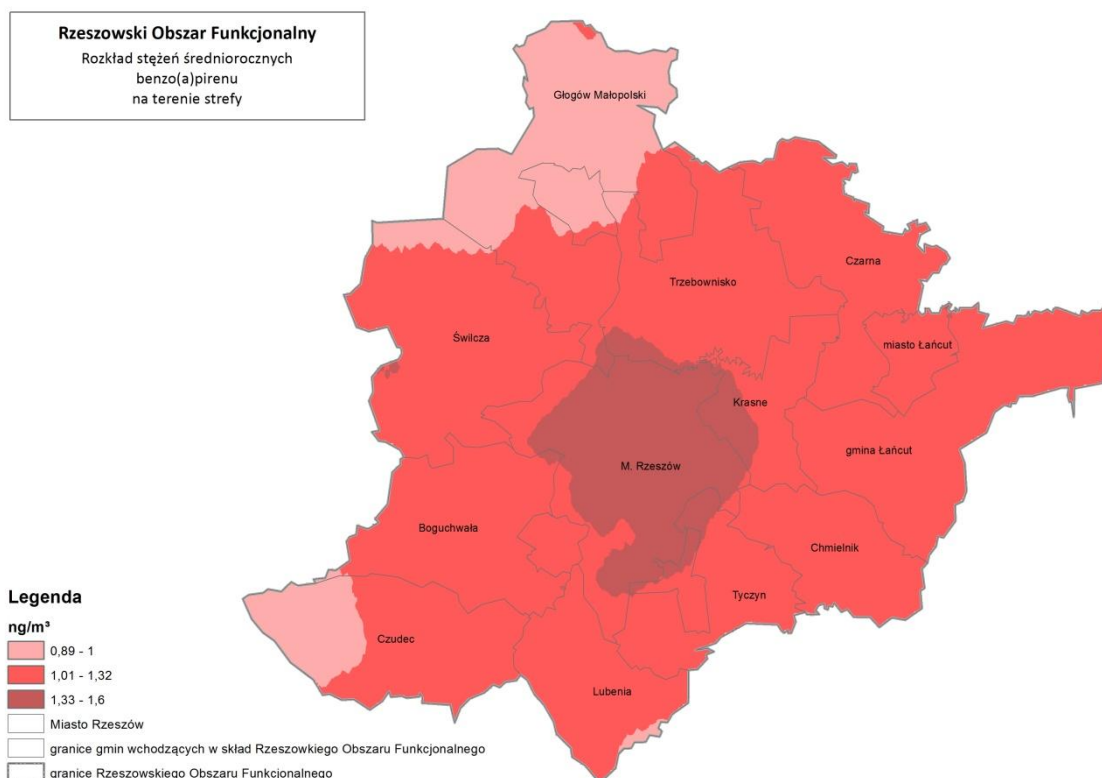 Rzeszowski Obszar Funkcjonalny
Rozkład stężeń średniorocznych
benzo(a)pirenu
na terenie strefy
Głogów Małopolski
Czarna
Trzebownisko
Świlcza
miasto Łańcut
Krasne
gmina Łańcut
M. Rzeszów
Boguchwała
Chmielnik
Tyczyn
Czudec
Lubenia
Legenda
ng/m³
0,89 - 1
1,01 - 1,32
1,33 - 1,6
Miasto Rzeszów
granice gmin wchodzących w skład Rzeszowkiego Obszaru Funkcjonalnego
granice Rzeszowskiego Obszaru Funkcjonalnego